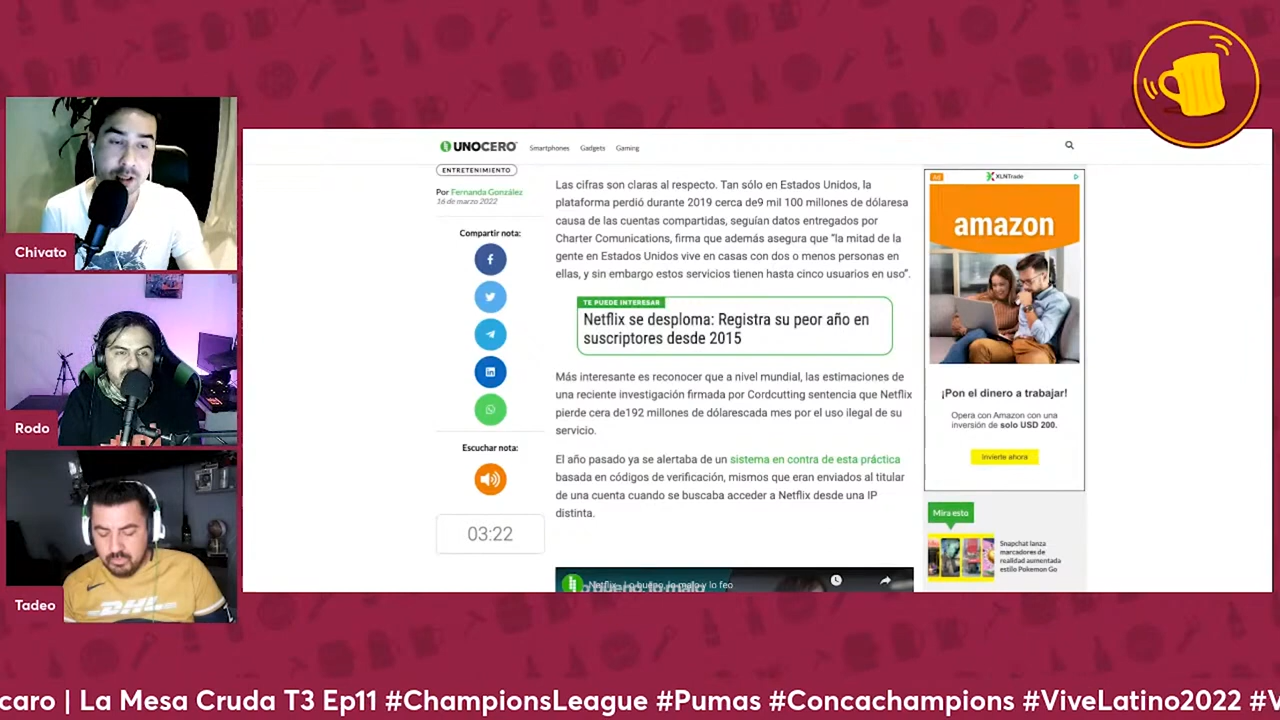 Chivato
Rodo
Tadeo
UNOCERO
Smartphones Gadgets Gaming
ENTRETENIMIENTO
Por Fernanda González
16 de marzo 2022
Compartir nota:
Escuchar nota:
03:22
Las cifras son claras al respecto. Tan sólo en Estados Unidos, la
plataforma perdió durante 2019 cerca de9 mil 100 millones de dólaresa
causa de las cuentas compartidas, seguían datos entregados por
Charter Comunications, firma que además asegura que “la mitad de la
gente en Estados Unidos vive en casas con dos o menos personas en
ellas, y sin embargo estos servicios tienen hasta cinco usuarios en uso”.
TE PUEDE INTERESAR
Netflix se desploma: Registra su peor año en
suscriptores desde 2015
Más interesante es reconocer que a nivel mundial, las estimaciones de
una reciente investigación firmada por Cordcutting sentencia que Netflix
pierde cera de192 millones de dólarescada mes por el uso ilegal de su
servicio.
El año pasado ya se alertaba de un sistema en contra de esta práctica
basada en códigos de verificación, mismos que eran enviados al titular
de una cuenta cuando se buscaba acceder a Netflix desde una IP
distinta.
Netflix - Lo bueno, lo malo y lo feo
Ad
XLNTrade
amazon
¡Pon el dinero a trabajar!
Opera con Amazon con una
inversión de solo USD 200.
Invierte ahora
Mira esto
Snapchat lanza
marcadores de
realidad aumentada
estilo Pokemon Go
DHL
caro | La Mesa Cruda T3 Ep11 #ChampionsLeague #Pumas #Concachampions #ViveLatino2022 #V